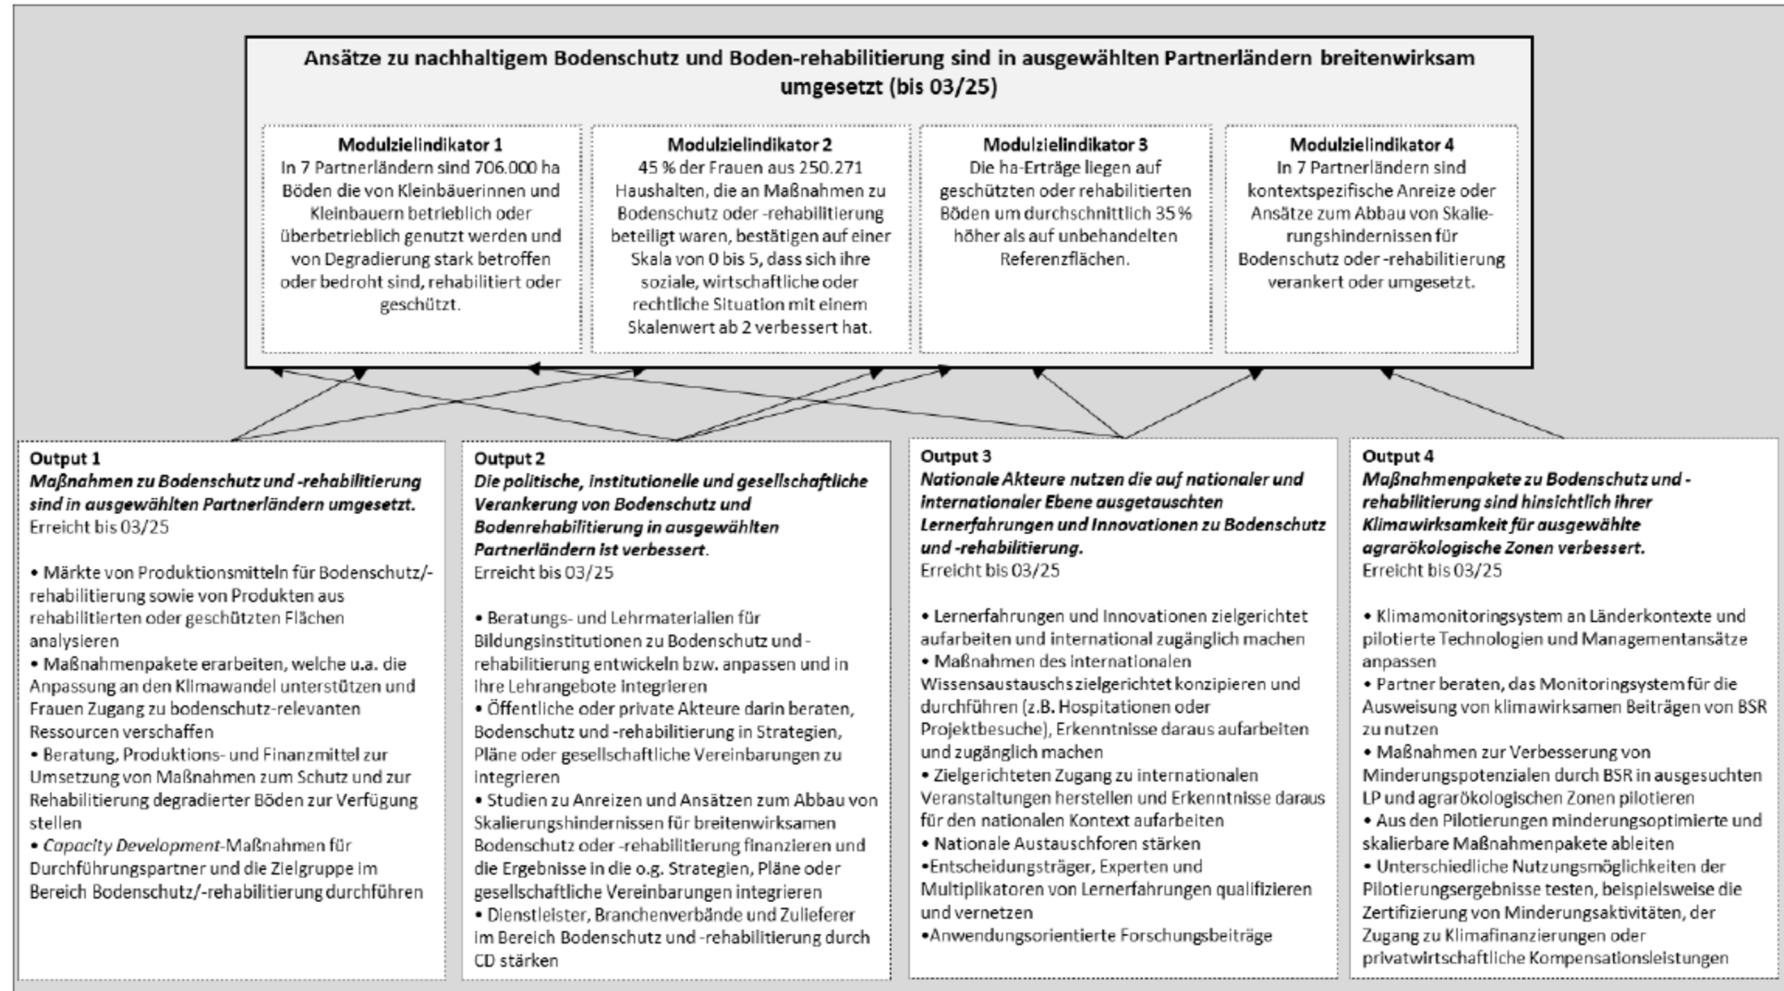 Ansätze zu nachhaltigem Bodenschutz und Boden-rehabilitierung sind in ausgewählten Partnerländern breitenwirksam
umgesetzt (bis 03/25)
Modulzielindikator 1
In 7 Partnerländern sind 706.000 ha
Böden die von Kleinbäuerinnen und
Kleinbauern betrieblich oder
überbetrieblich genutzt werden und
von Degradierung stark betroffen
oder bedroht sind, rehabilitiert oder
geschützt.
Modulzielindikator 2
45 % der Frauen aus 250.271
Haushalten, die an Maßnahmen zu
Bodenschutz oder -rehabilitierung
beteiligt waren, bestätigen auf einer
Skala von 0 bis 5, dass sich ihre
soziale, wirtschaftliche oder
rechtliche Situation mit einem
Skalenwert ab 2 verbessert hat.
Modulzielindikator 3
Die ha-Erträge liegen auf
geschützten oder rehabilitierten
Böden um durchschnittlich 35 %
höher als auf unbehandelten
Referenzflächen.
Modulzielindikator 4
In 7 Partnerländern sind
kontextspezifische Anreize oder
Ansätze zum Abbau von Skalie-
rungshindernissen für
Bodenschutz oder -rehabilitierung
verankert oder umgesetzt.
Output 1
Maßnahmen zu Bodenschutz und -rehabilitierung
sind in ausgewählten Partnerländern umgesetzt.
Erreicht bis 03/25
• Märkte von Produktionsmitteln für Bodenschutz/-
rehabilitierung sowie von Produkten aus
rehabilitierten oder geschützten Flächen
analysieren
• Maßnahmenpakete erarbeiten, welche u.a. die
Anpassung an den Klimawandel unterstützen und
Frauen Zugang zu bodenschutz-relevanten
Ressourcen verschaffen
• Beratung, Produktions- und Finanzmittel zur
Umsetzung von Maßnahmen zum Schutz und zur
Rehabilitierung degradierter Böden zur Verfügung
stellen
• Capacity Development-Maßnahmen für
Durchführungspartner und die Zielgruppe im
Bereich Bodenschutz/-rehabilitierung durchführen
Output 2
Die politische, institutionelle und gesellschaftliche
Verankerung von Bodenschutz und
Bodenrehabilitierung in ausgewählten
Partnerländern ist verbessert.
Erreicht bis 03/25
• Beratungs- und Lehrmaterialien für
Bildungsinstitutionen zu Bodenschutz und -
rehabilitierung entwickeln bzw. anpassen und in
ihre Lehrangebote integrieren
• Öffentliche oder private Akteure darin beraten,
Bodenschutz und -rehabilitierung in Strategien,
Pläne oder gesellschaftliche Vereinbarungen zu
integrieren
• Studien zu Anreizen und Ansätzen zum Abbau von
Skalierungshindernissen für breitenwirksamen
Bodenschutz oder -rehabilitierung finanzieren und
die Ergebnisse in die o.g. Strategien, Pläne oder
gesellschaftliche Vereinbarungen integrieren
• Dienstleister, Branchenverbände und Zulieferer
im Bereich Bodenschutz und -rehabilitierung durch
CD stärken
Output 3
Nationale Akteure nutzen die auf nationaler und
internationaler Ebene ausgetauschten
Lernerfahrungen und Innovationen zu Bodenschutz
und -rehabilitierung.
Erreicht bis 03/25
• Lernerfahrungen und Innovationen zielgerichtet
aufarbeiten und international zugänglich machen
• Maßnahmen des internationalen
Wissensaustauschs zielgerichtet konzipieren und
durchführen (z.B. Hospitationen oder
Projektbesuche), Erkenntnisse daraus aufarbeiten
und zugänglich machen
• Zielgerichteten Zugang zu internationalen
Veranstaltungen herstellen und Erkenntnisse daraus
für den nationalen Kontext aufarbeiten
• Nationale Austauschforen stärken
•Entscheidungsträger, Experten und
Multiplikatoren von Lernerfahrungen qualifizieren
und vernetzen
•Anwendungsorientierte Forschungsbeiträge
Output 4
Maßnahmenpakete zu Bodenschutz und -
rehabilitierung sind hinsichtlich ihrer
Klimawirksamkeit für ausgewählte
agrarökologische Zonen verbessert.
Erreicht bis 03/25
• Klimamonitoringsystem an Länderkontexte und
pilotierte Technologien und Managementansätze
anpassen
• Partner beraten, das Monitoringsystem für die
Ausweisung von klimawirksamen Beiträgen von BSR
zu nutzen
• Maßnahmen zur Verbesserung von
Minderungspotenzialen durch BSR in ausgesuchten
LP und agrarökologischen Zonen pilotieren
• Aus den Pilotierungen minderungsoptimierte und
skalierbare Maßnahmenpakete ableiten
• Unterschiedliche Nutzungsmöglichkeiten der
Pilotierungsergebnisse testen, beispielsweise die
Zertifizierung von Minderungsaktivitäten, der
Zugang zu Klimafinanzierungen oder
privatwirtschaftliche Kompensationsleistungen